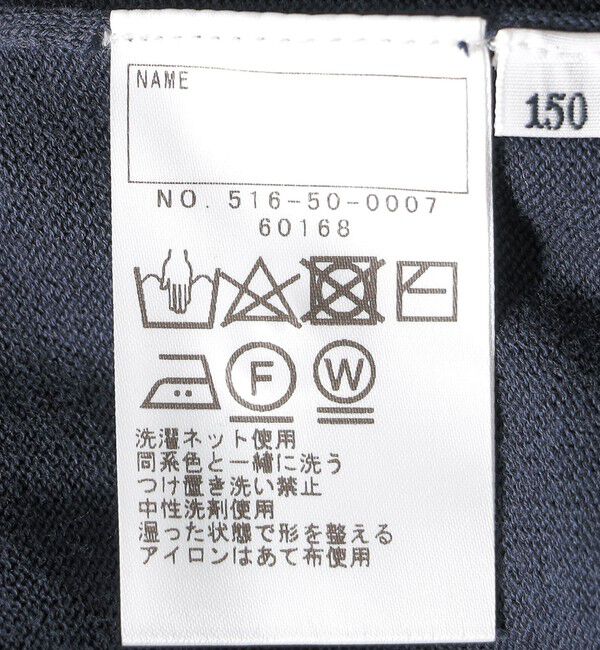 NAME
150
NO. 516-50-0007
60168
F
W
洗濯ネット使用
同系色と一緒に洗う
つけ置き洗い禁止
中性洗剤使用
湿った状態で形を整える
アイロンはあて布使用